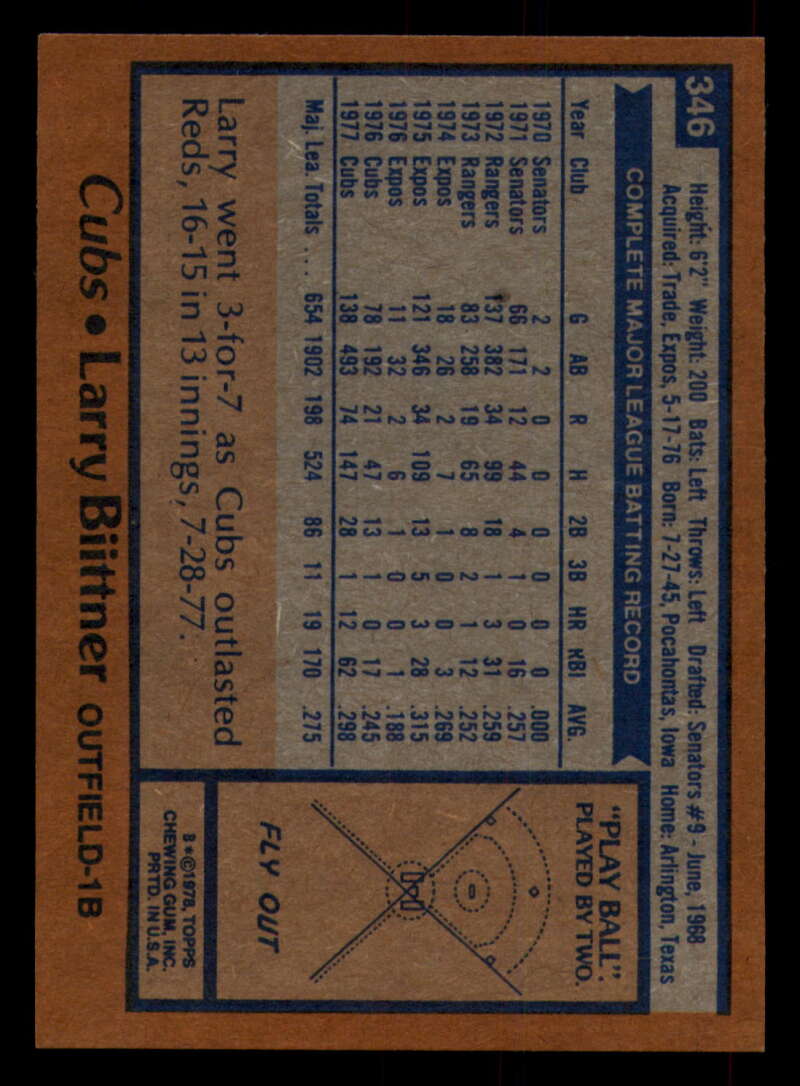 346
Height: 6'2" Weight: 200 Bats: Left Throws: Left Drafted: Senators #9 - June, 1968
Acquired: Trade, Expos, 5-17-76 Born: 7-27-45, Pocahontas, Iowa Home: Arlington, Texas
COMPLETE MAJOR LEAGUE BATTING RECORD
Year Club G AB R H 2B 3B HR RBI AVG.
1970 Senators 2 2 0 0 0 0 0 0 .000
1971 Senators 66 171 12 44 4 1 0 16 .257
1972 Rangers 137 382 34 99 18 1 3 31 .259
1973 Rangers 83 258 19 65 8 2 1 12 .252
1974 Expos 18 26 2 7 1 0 0 3 .269
1975 Expos 121 346 34 109 13 5 3 28 .315
1976 Expos 11 32 2 6 1 0 0 1 .188
1976 Cubs 78 192 21 47 13 1 0 17 .245
1977 Cubs 138 493 74 147 28 1 12 62 .298
Maj. Lea. Totals ... 654 1902 198 524 86 11 19 170 .275
Larry went 3-for-7 as Cubs outlasted
Reds, 16-15 in 13 innings, 7-28-77.
"PLAY BALL".
PLAYED BY TWO.
FLY OUT
B*©1978, TOPPS
CHEWING GUM, INC.
PRTD. IN U.S.A.
Cubs • Larry Biittner OUTFIELD-1B